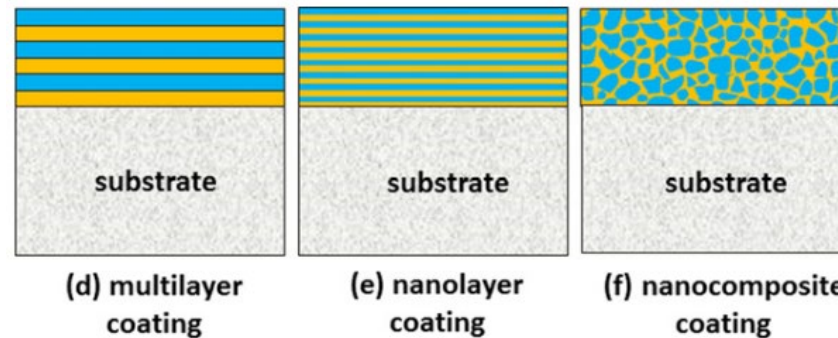 substrate
substrate
substrate
(d) multilayer
coating
(e) nanolayer
coating
(f) nanocomposite
coating